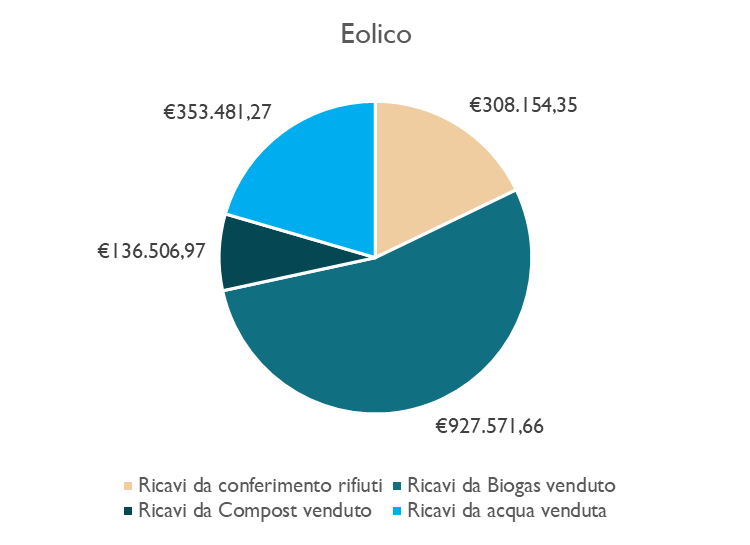 Eolico
€353.481,27
€308.154,35
€136.506,97
€927.571,66
Ricavi da conferimento rifiuti
Ricavi da Biogas venduto
Ricavi da Compost venduto
Ricavi da acqua venduta